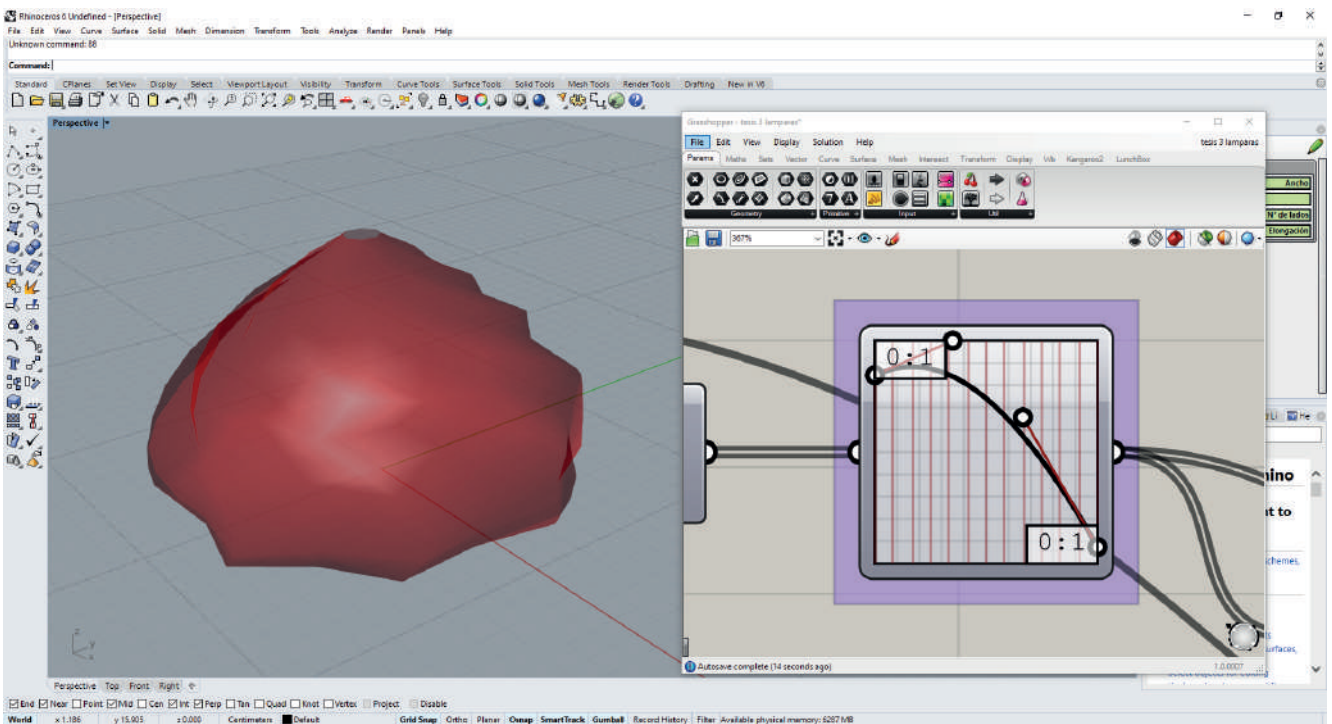 Rhinoceros 6 Undefined - [Perspective]
File Edit View Curve Surface Solid Mesh Dimension Transform Tools Analyze Render Panels Help
Unknown command: 88
Command:
Standard CPlanes Set View Display Select Viewport Layout Visibility Transform Curve Tools Surface Tools Solid Tools Mesh Tools Render Tools Drafting New in V6
Perspective
Grasshopper - tesis 3 lamparas*
File Edit View Display Solution Help tesis 3 lamparas
Params Maths Sets Vector Curve Surface Mesh Intersect Transform Display Wb Kangaroo2 LunchBox
Geometry Primitive Input Util
367%
Ancho
N° de lados
Elongación
0:1
0:1
He
ino
t to
chemes,
urfaces,
Autosave complete (14 seconds ago) 1.0.0007
z
y
x
Perspective Top Front Right
End Near Point Mid Cen Int Perp Tan Quad Knot Vertex Project Disable
World x 1.186 y 15.905 z 0.000 Centimeters Default Grid Snap Ortho Planar Osnap SmartTrack Gumball Record History Filter Available physical memory: 6287 MB